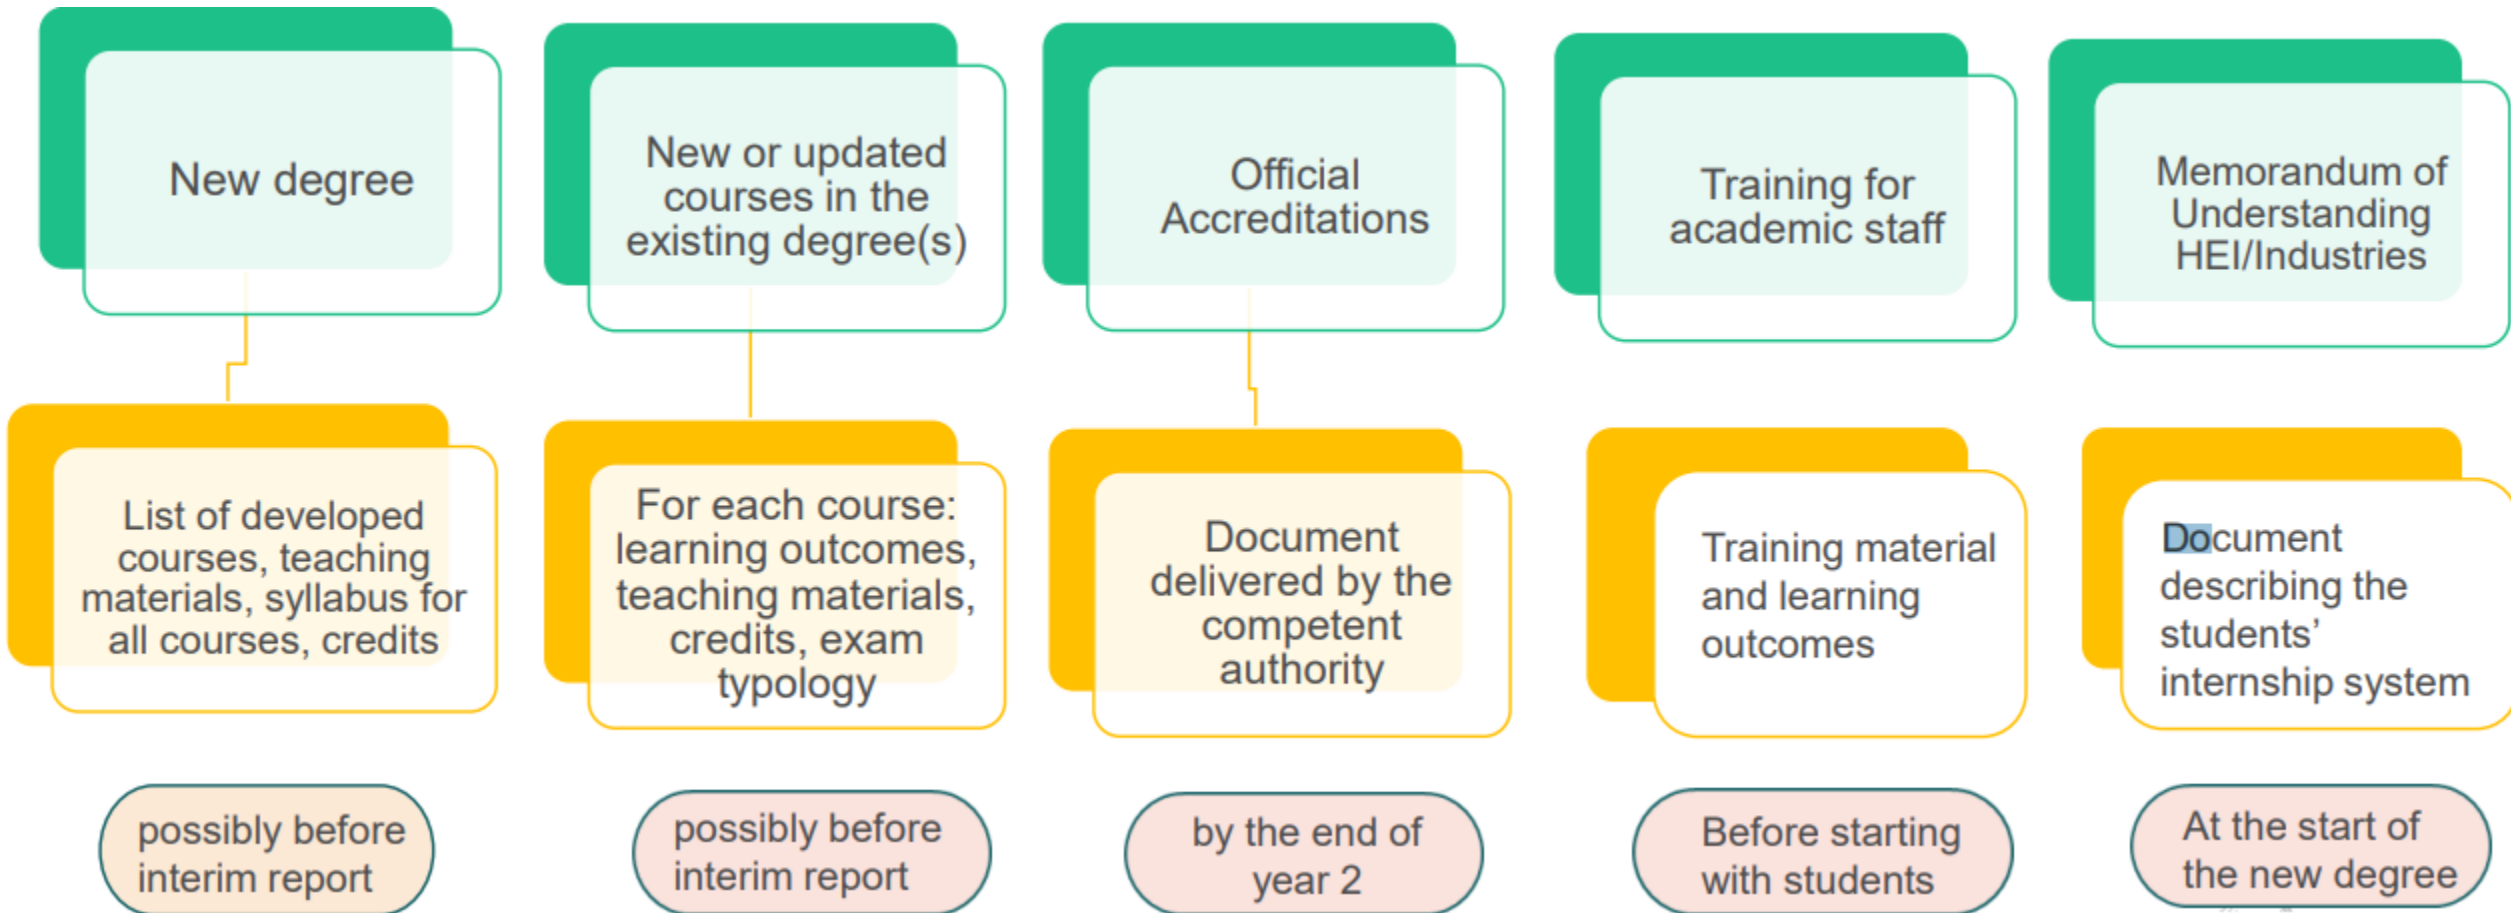 New degree
New or updated
courses in the
existing degree(s)
Official
Accreditations
Training for
academic staff
Memorandum of
Understanding
HEI/Industries
List of developed
courses, teaching
materials, syllabus for
all courses, credits
For each course:
learning outcomes,
teaching materials,
credits, exam
typology
Document
delivered by the
competent
authority
Training material
and learning
outcomes
Document
describing the
students’
internship system
possibly before
interim report
possibly before
interim report
by the end of
year 2
Before starting
with students
At the start of
the new degree